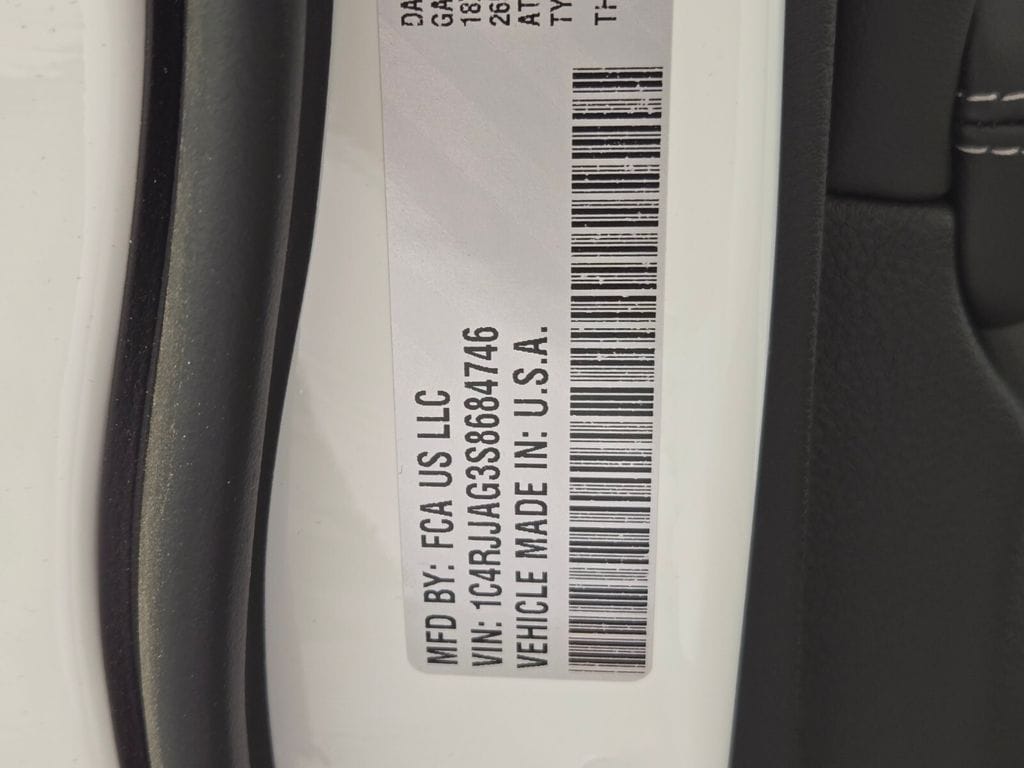 MFD BY: FCA US LLC
VIN: 1C4RJJAG3S8684746
VEHICLE MADE IN: U.S.A.